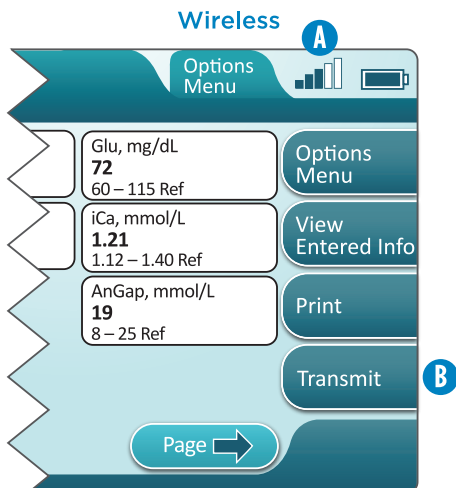 Wireless
A
Options
Menu
Glu, mg/dL
72
60 – 115 Ref
iCa, mmol/L
1.21
1.12 – 1.40 Ref
AnGap, mmol/L
19
8 – 25 Ref
Options
Menu
View
Entered Info
Print
Transmit
B
Page